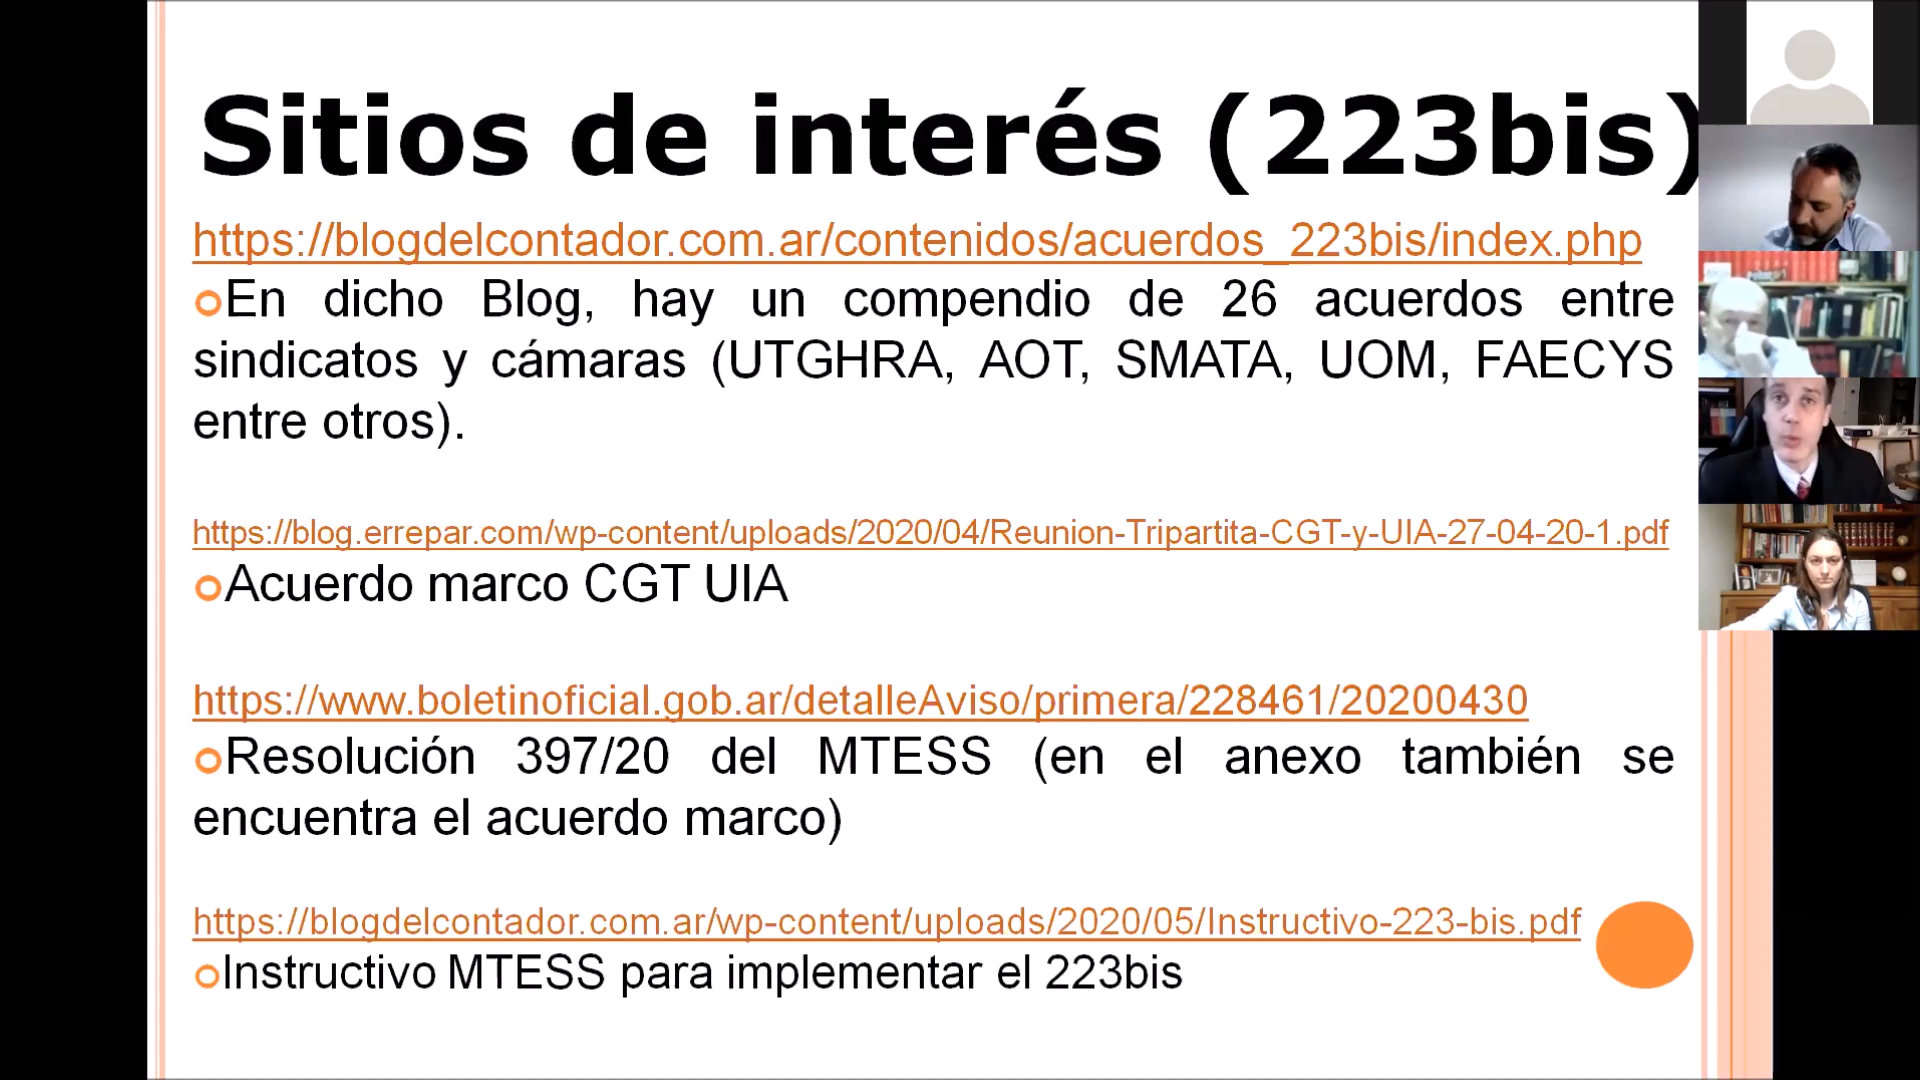 Sitios de interés (223bis)
https://blogdelcontador.com.ar/contenidos/acuerdos_223bis/index.php
En dicho Blog, hay un compendio de 26 acuerdos entre
sindicatos y cámaras (UTGHRA, AOT, SMATA, UOM, FAECYS
entre otros).
https://blog.errepar.com/wp-content/uploads/2020/04/Reunion-Tripartita-CGT-y-UIA-27-04-20-1.pdf
Acuerdo marco CGT UIA
https://www.boletinoficial.gob.ar/detalleAviso/primera/228461/20200430
Resolución 397/20 del MTESS (en el anexo también se
encuentra el acuerdo marco)
https://blogdelcontador.com.ar/wp-content/uploads/2020/05/Instructivo-223-bis.pdf
Instructivo MTESS para implementar el 223bis